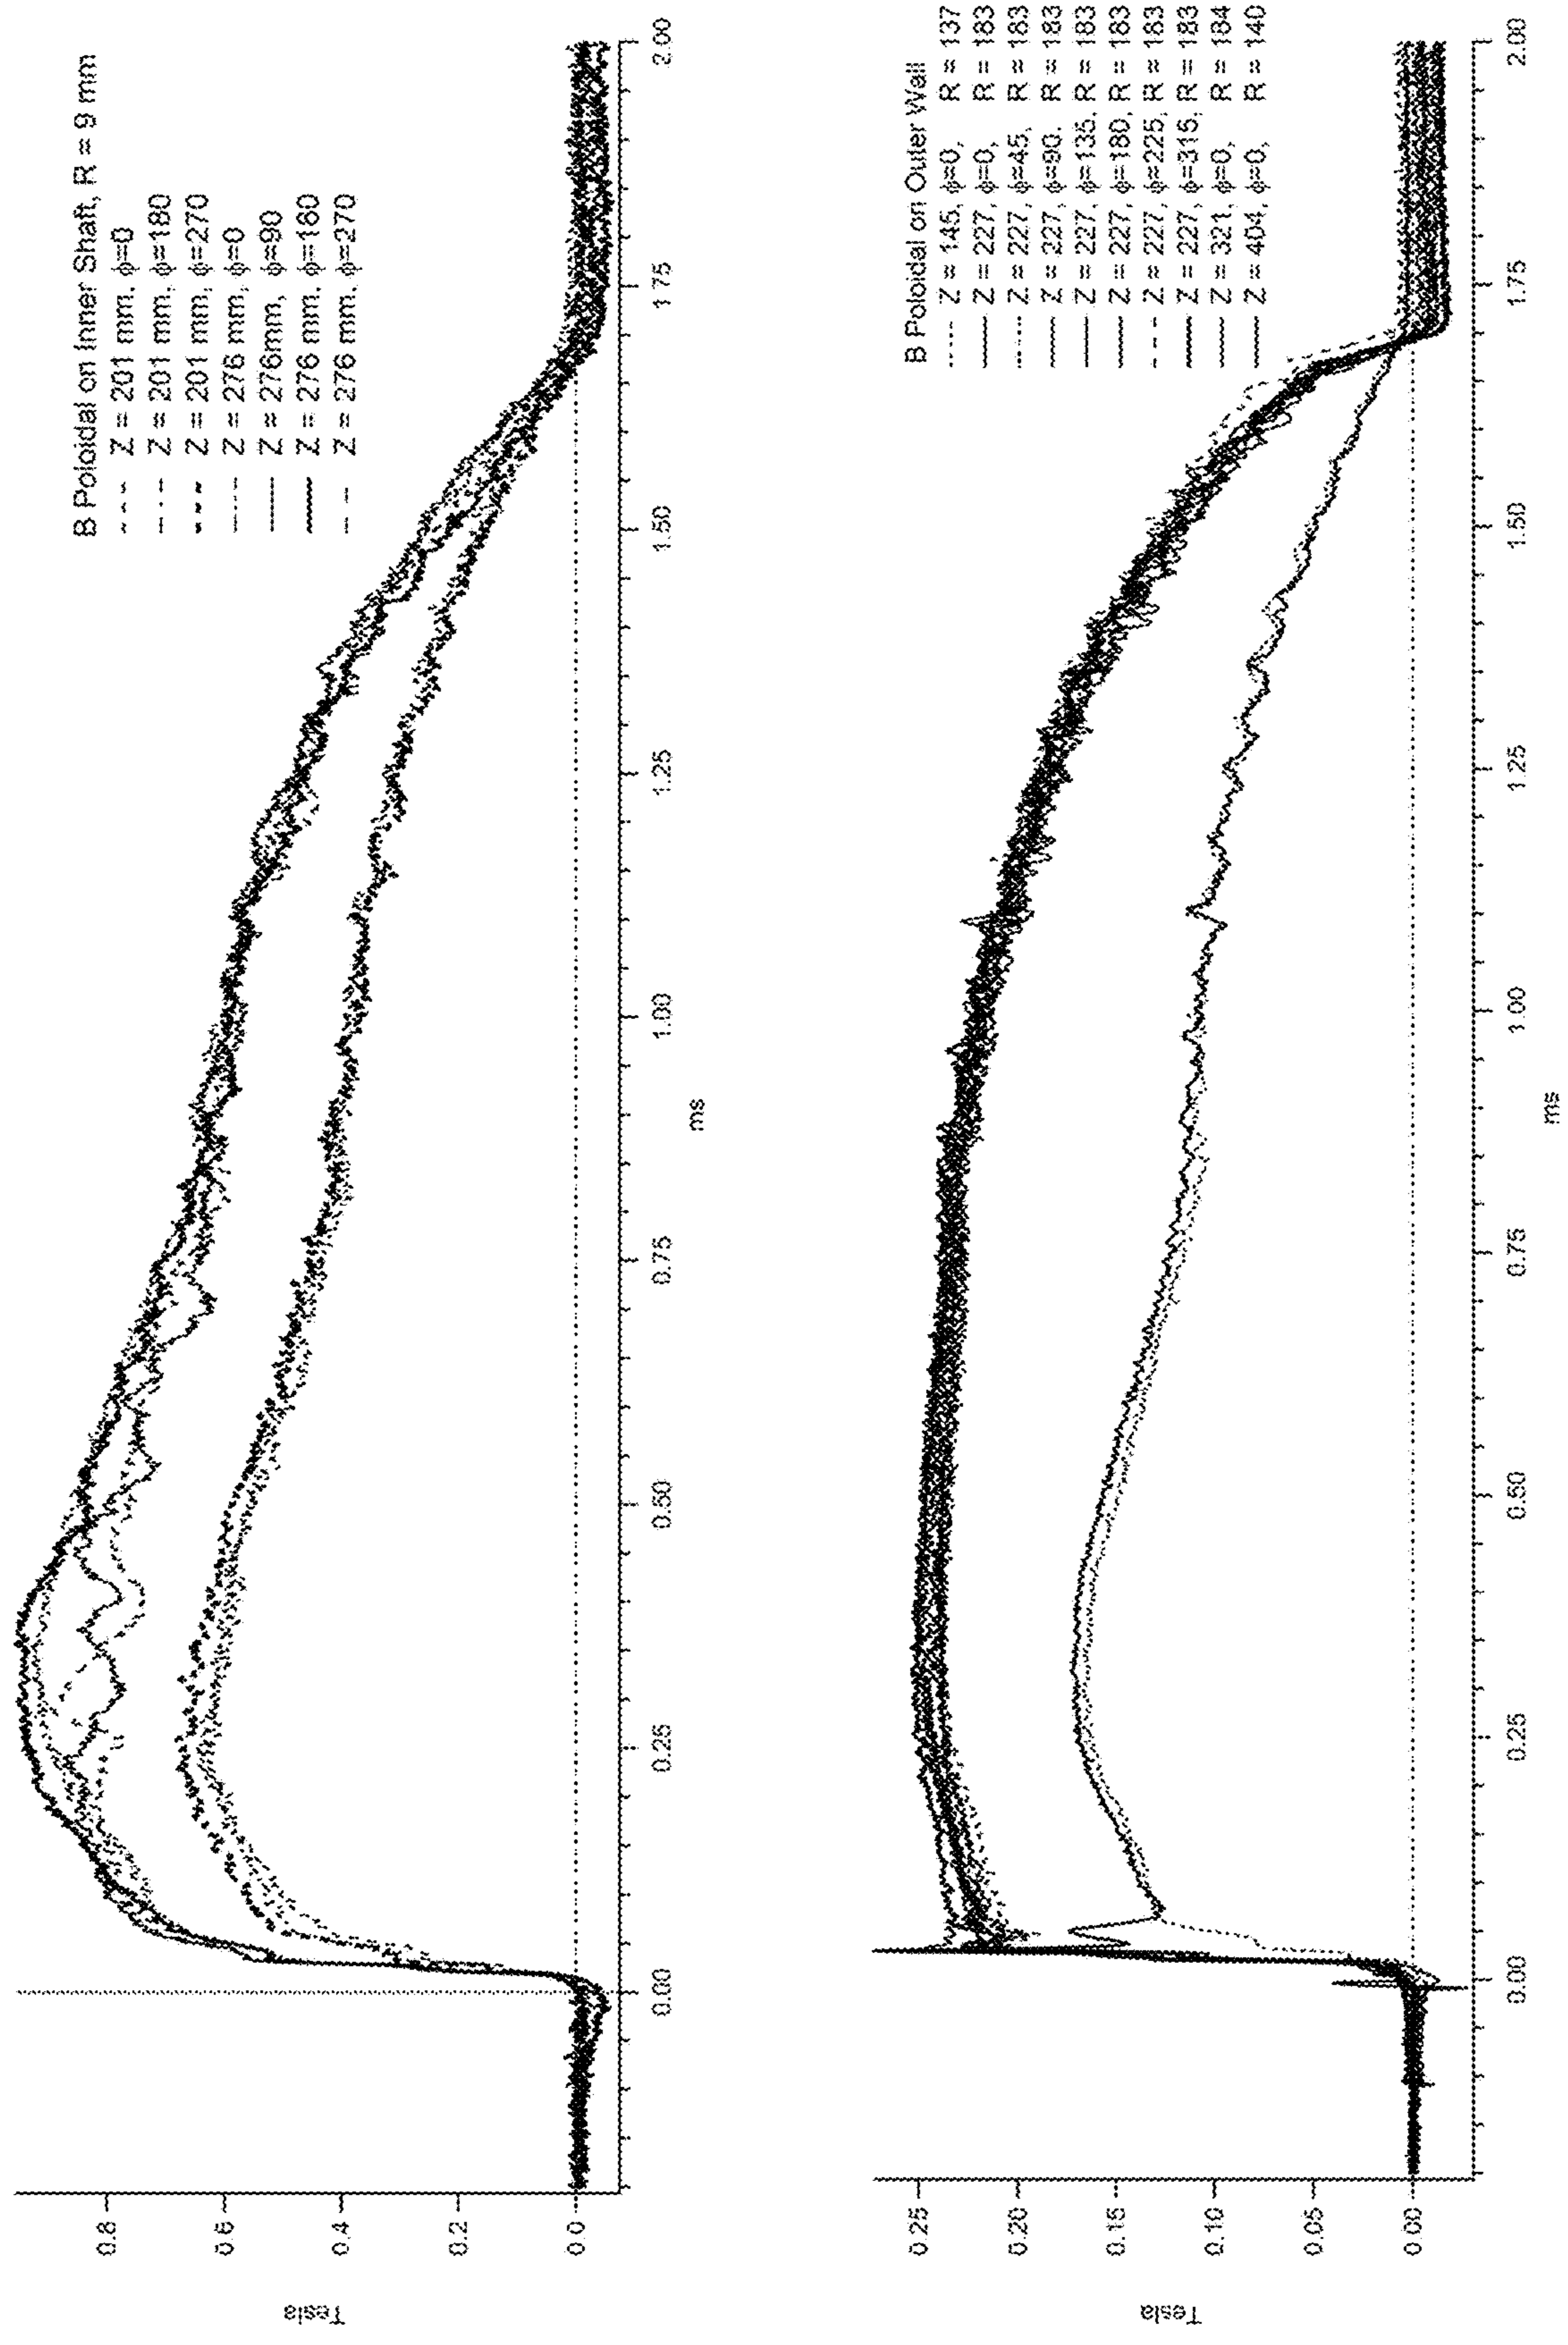 B Poloidal on Inner Shaft, R = 9 mm
Z = 201 mm, ϕ=0
Z = 201 mm, ϕ=180
Z = 201 mm, ϕ=270
Z = 276 mm, ϕ=0
Z = 276mm, ϕ=90
Z = 276 mm, ϕ=180
Z = 276 mm, ϕ=270
Tesla
0.8
0.6
0.4
0.2
0.0
0.00 0.25 0.50 0.75 1.00 1.25 1.50 1.75 2.00
ms
B Poloidal on Outer Wall
Z = 145, ϕ=0, R = 137
Z = 227, ϕ=0, R = 183
Z = 227, ϕ=45, R = 183
Z = 227, ϕ=90, R = 183
Z = 227, ϕ=135, R = 183
Z = 227, ϕ=180, R = 183
Z = 227, ϕ=225, R = 183
Z = 227, ϕ=315, R = 183
Z = 321, ϕ=0, R = 184
Z = 404, ϕ=0, R = 140
Tesla
0.25
0.20
0.15
0.10
0.05
0.00
0.00 0.25 0.50 0.75 1.00 1.25 1.50 1.75 2.00
ms